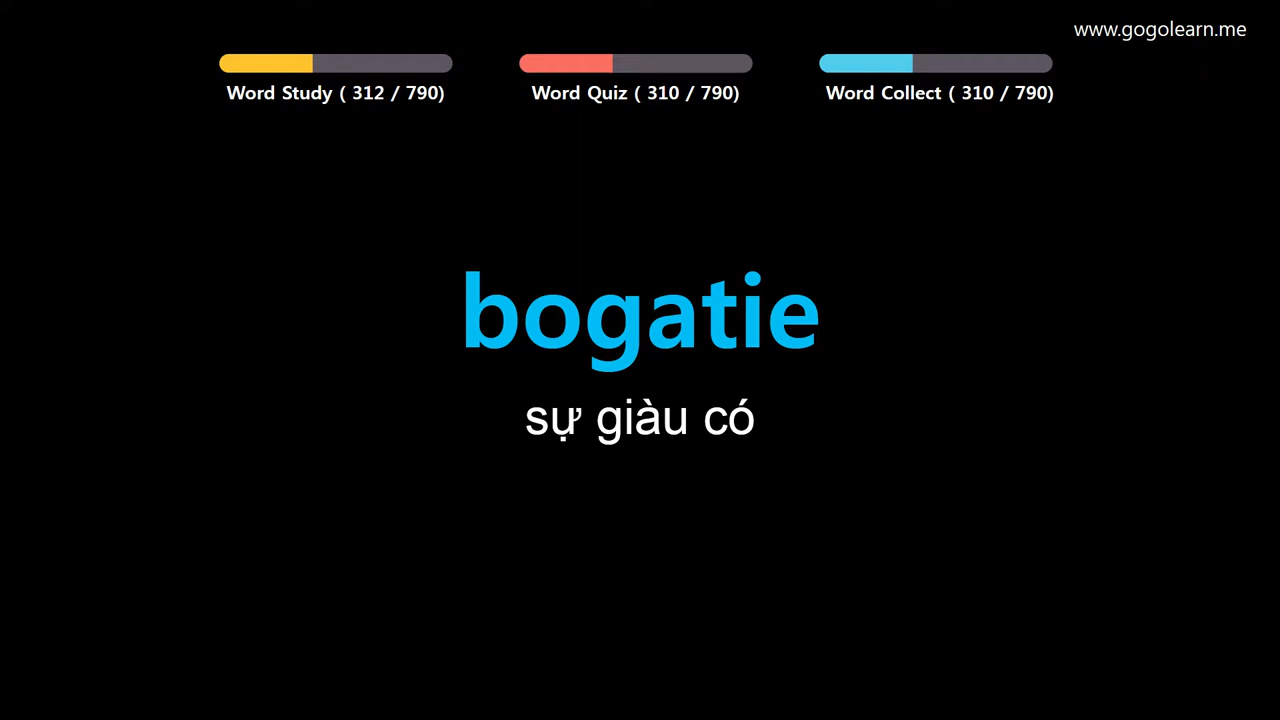 www.gogolearn.me
Word Study ( 312 / 790)
Word Quiz ( 310 / 790)
Word Collect ( 310 / 790)
bogatie
sự giàu có